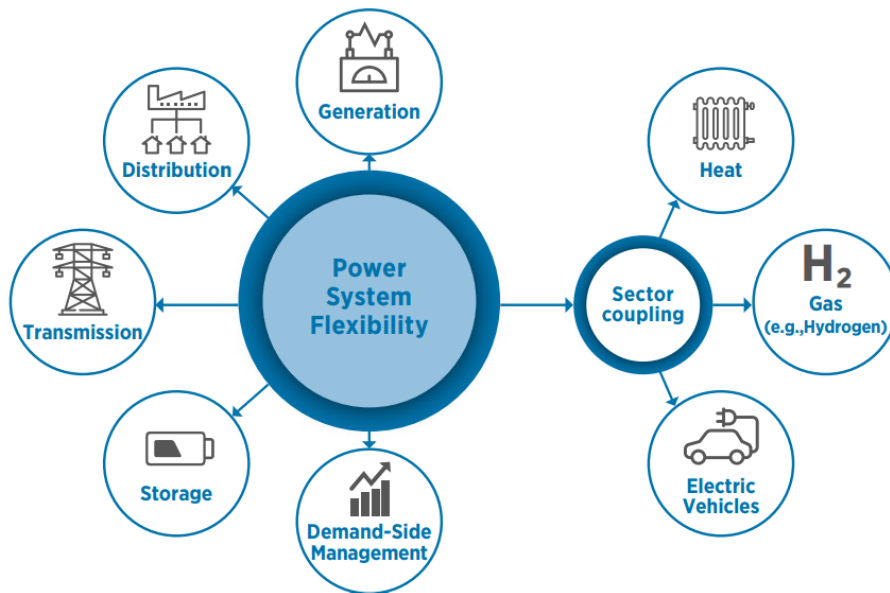 Generation
Distribution
Transmission
Storage
Demand-Side
Management
Power
System
Flexibility
Sector
coupling
Heat
H₂
Gas
(e.g.,Hydrogen)
Electric
Vehicles